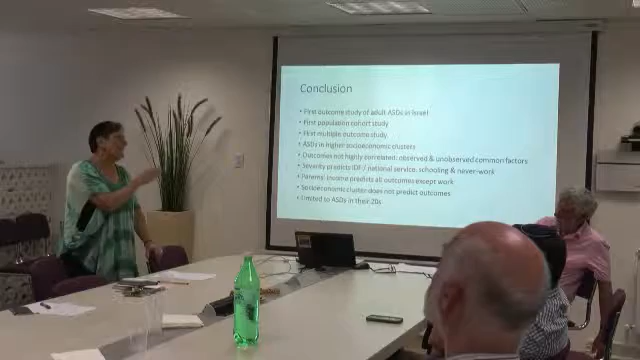 Conclusion
• First outcome study of adult ASDs in Israel
• First population cohort study
• First multiple outcome study
• ASDs in higher socioeconomic clusters
• Outcomes not highly correlated: observed & unobserved common factors
• Severity predicts IDF / national service, schooling & never-work
• Parents' income predicts all outcomes except work
• Socioeconomic cluster does not predict outcomes
• Limited to ASDs in their 20s